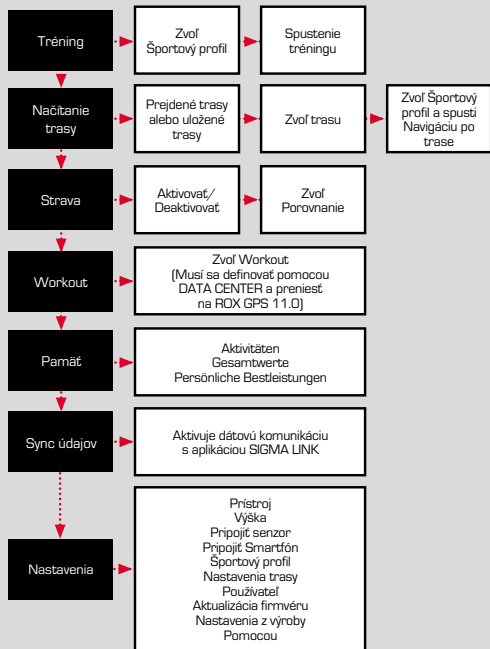 Tréning
Zvoľ
Športový profil
Spustenie
tréningu
Načítanie
trasy
Prejdené trasy
alebo uložené
trasy
Zvoľ trasu
Zvoľ Športový
profil a spusti
Navigáciu po
trase
Strava
Aktivovať/
Deaktivovať
Zvoľ
Porovnanie
Workout
Zvoľ Workout
(Musí sa definovať pomocou
DATA CENTER a preniesť
na ROX GPS 11.0)
Pamäť
Aktivitäten
Gesamtwerte
Persönliche Bestleistungen
Sync údajov
Aktivuje dátovú komunikáciu
s aplikáciou SIGMA LINK
Nastavenia
Prístroj
Výška
Pripojiť senzor
Pripojiť Smartfón
Športový profil
Nastavenia trasy
Používateľ
Aktualizácia firmvéru
Nastavenia z výroby
Pomocou